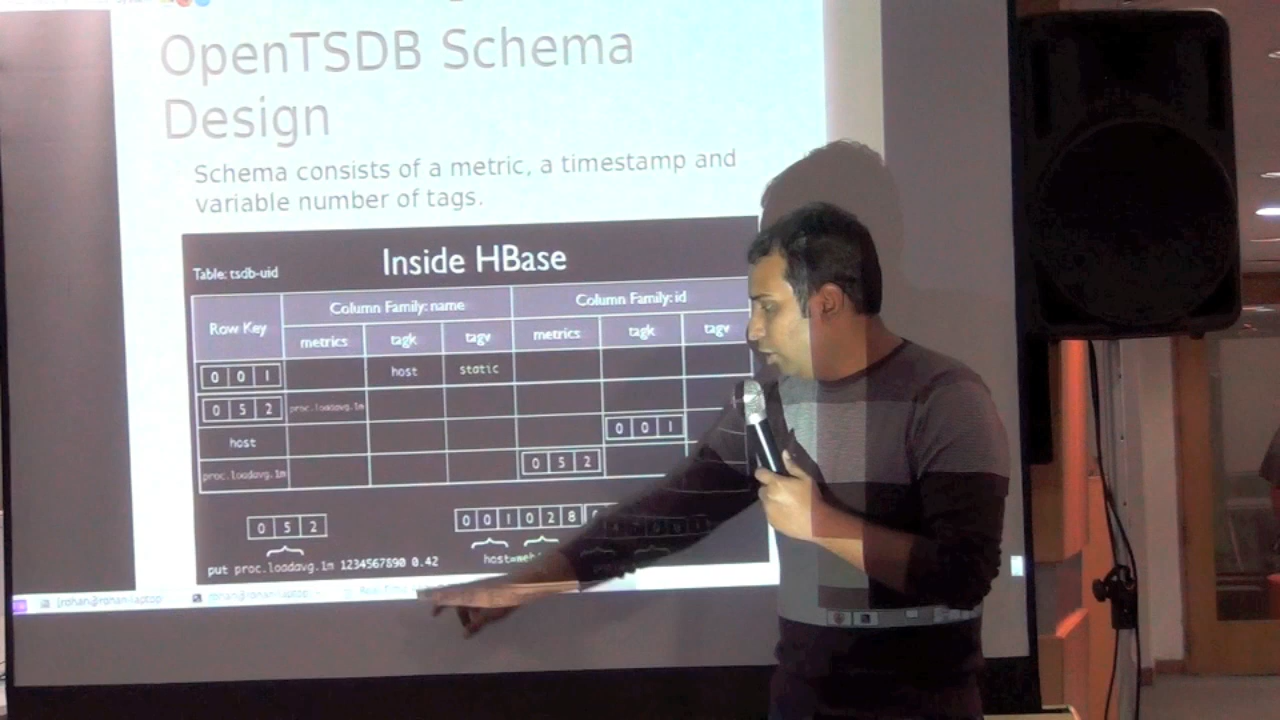 OpenTSDB Schema
Design
Schema consists of a metric, a timestamp and
variable number of tags.
Inside HBase
Table: tsdb-uid
Row Key
Column Family: name
Column Family: id
metrics tagk tagv metrics tagk tagv
0 0 1 host static
0 5 2 proc.loadavg.1m
host 0 0 1
proc.loadavg.1m 0 5 2
0 5 2 0 0 1 0 2 8
put proc.loadavg.1m 1234567890 0.42